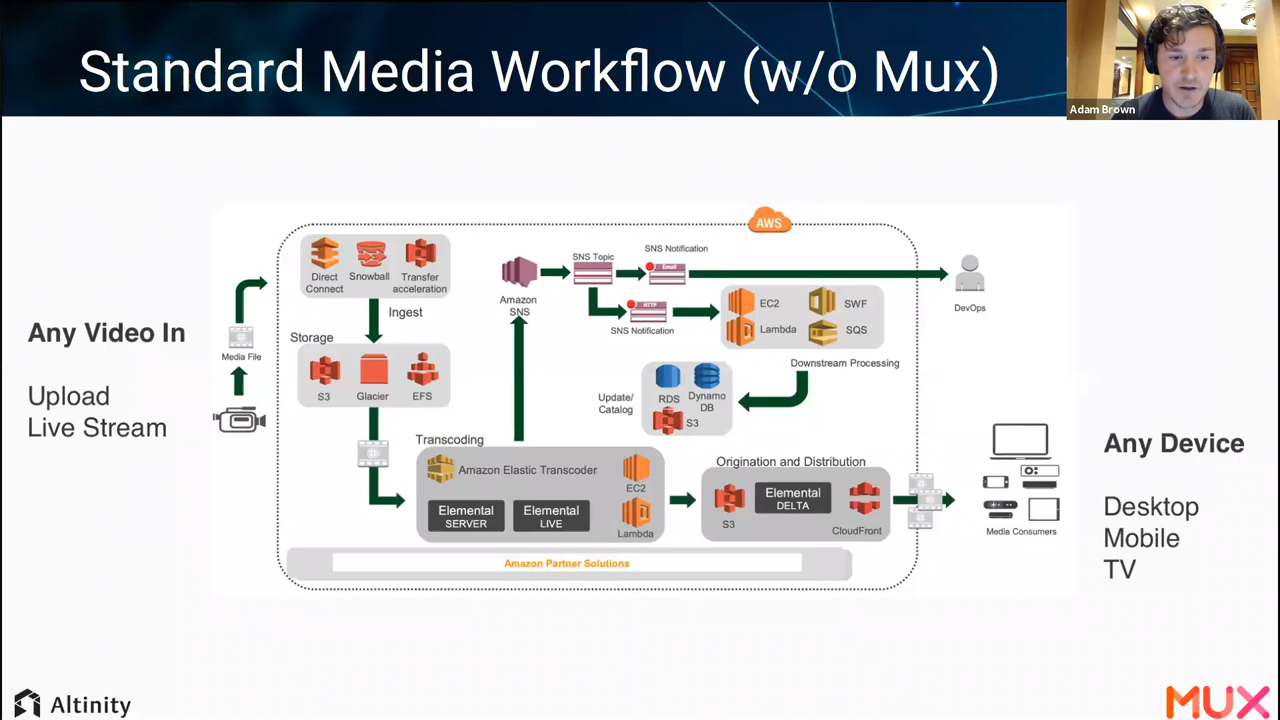 Standard Media Workflow (w/o Mux)
Adam Brown
AWS
Direct
Connect
Snowball
Transfer
acceleration
Ingest
Storage
S3
Glacier
EFS
Any Video In
Upload
Live Stream
Media File
Amazon
SNS
SNS Topic
SNS Notification
Email
HTTP
SNS Notification
EC2
Lambda
SWF
SQS
Downstream Processing
DevOps
Update/
Catalog
RDS
Dynamo
DB
S3
Transcoding
Amazon Elastic Transcoder
EC2
Elemental
SERVER
Elemental
LIVE
Lambda
Origination and Distribution
S3
Elemental
DELTA
CloudFront
Media Consumers
Any Device
Desktop
Mobile
TV
Amazon Partner Solutions
Altinity
MUX